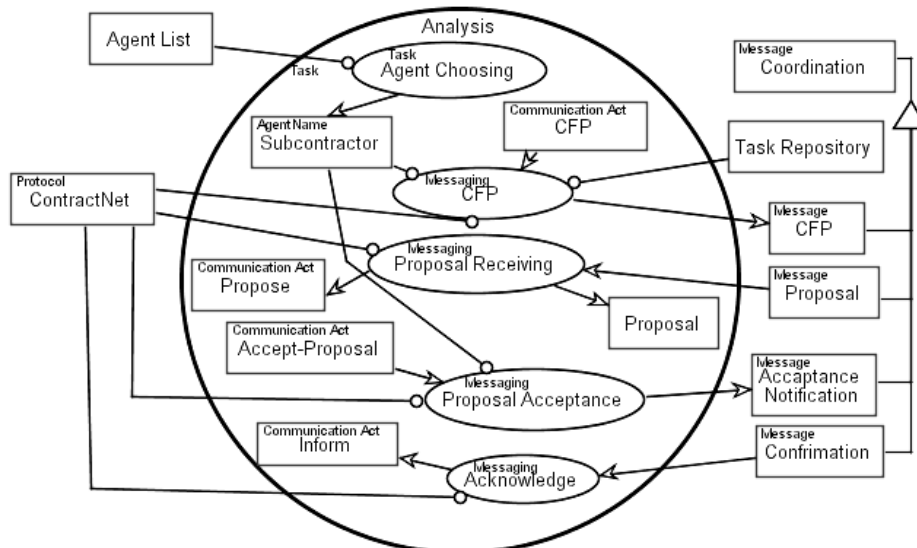 Analysis
Agent List
Task
Task
Agent Choosing
Message
Coordination
Communication Act
CFP
AgentName
Subcontractor
Task Repository
Protocol
ContractNet
Messaging
CFP
Message
CFP
Messaging
Proposal Receiving
Communication Act
Propose
Message
Proposal
Proposal
Communication Act
Accept-Proposal
Messaging
Proposal Acceptance
Message
Accaptance
Notification
Communication Act
Inform
Messaging
Acknowledge
Message
Confrimation